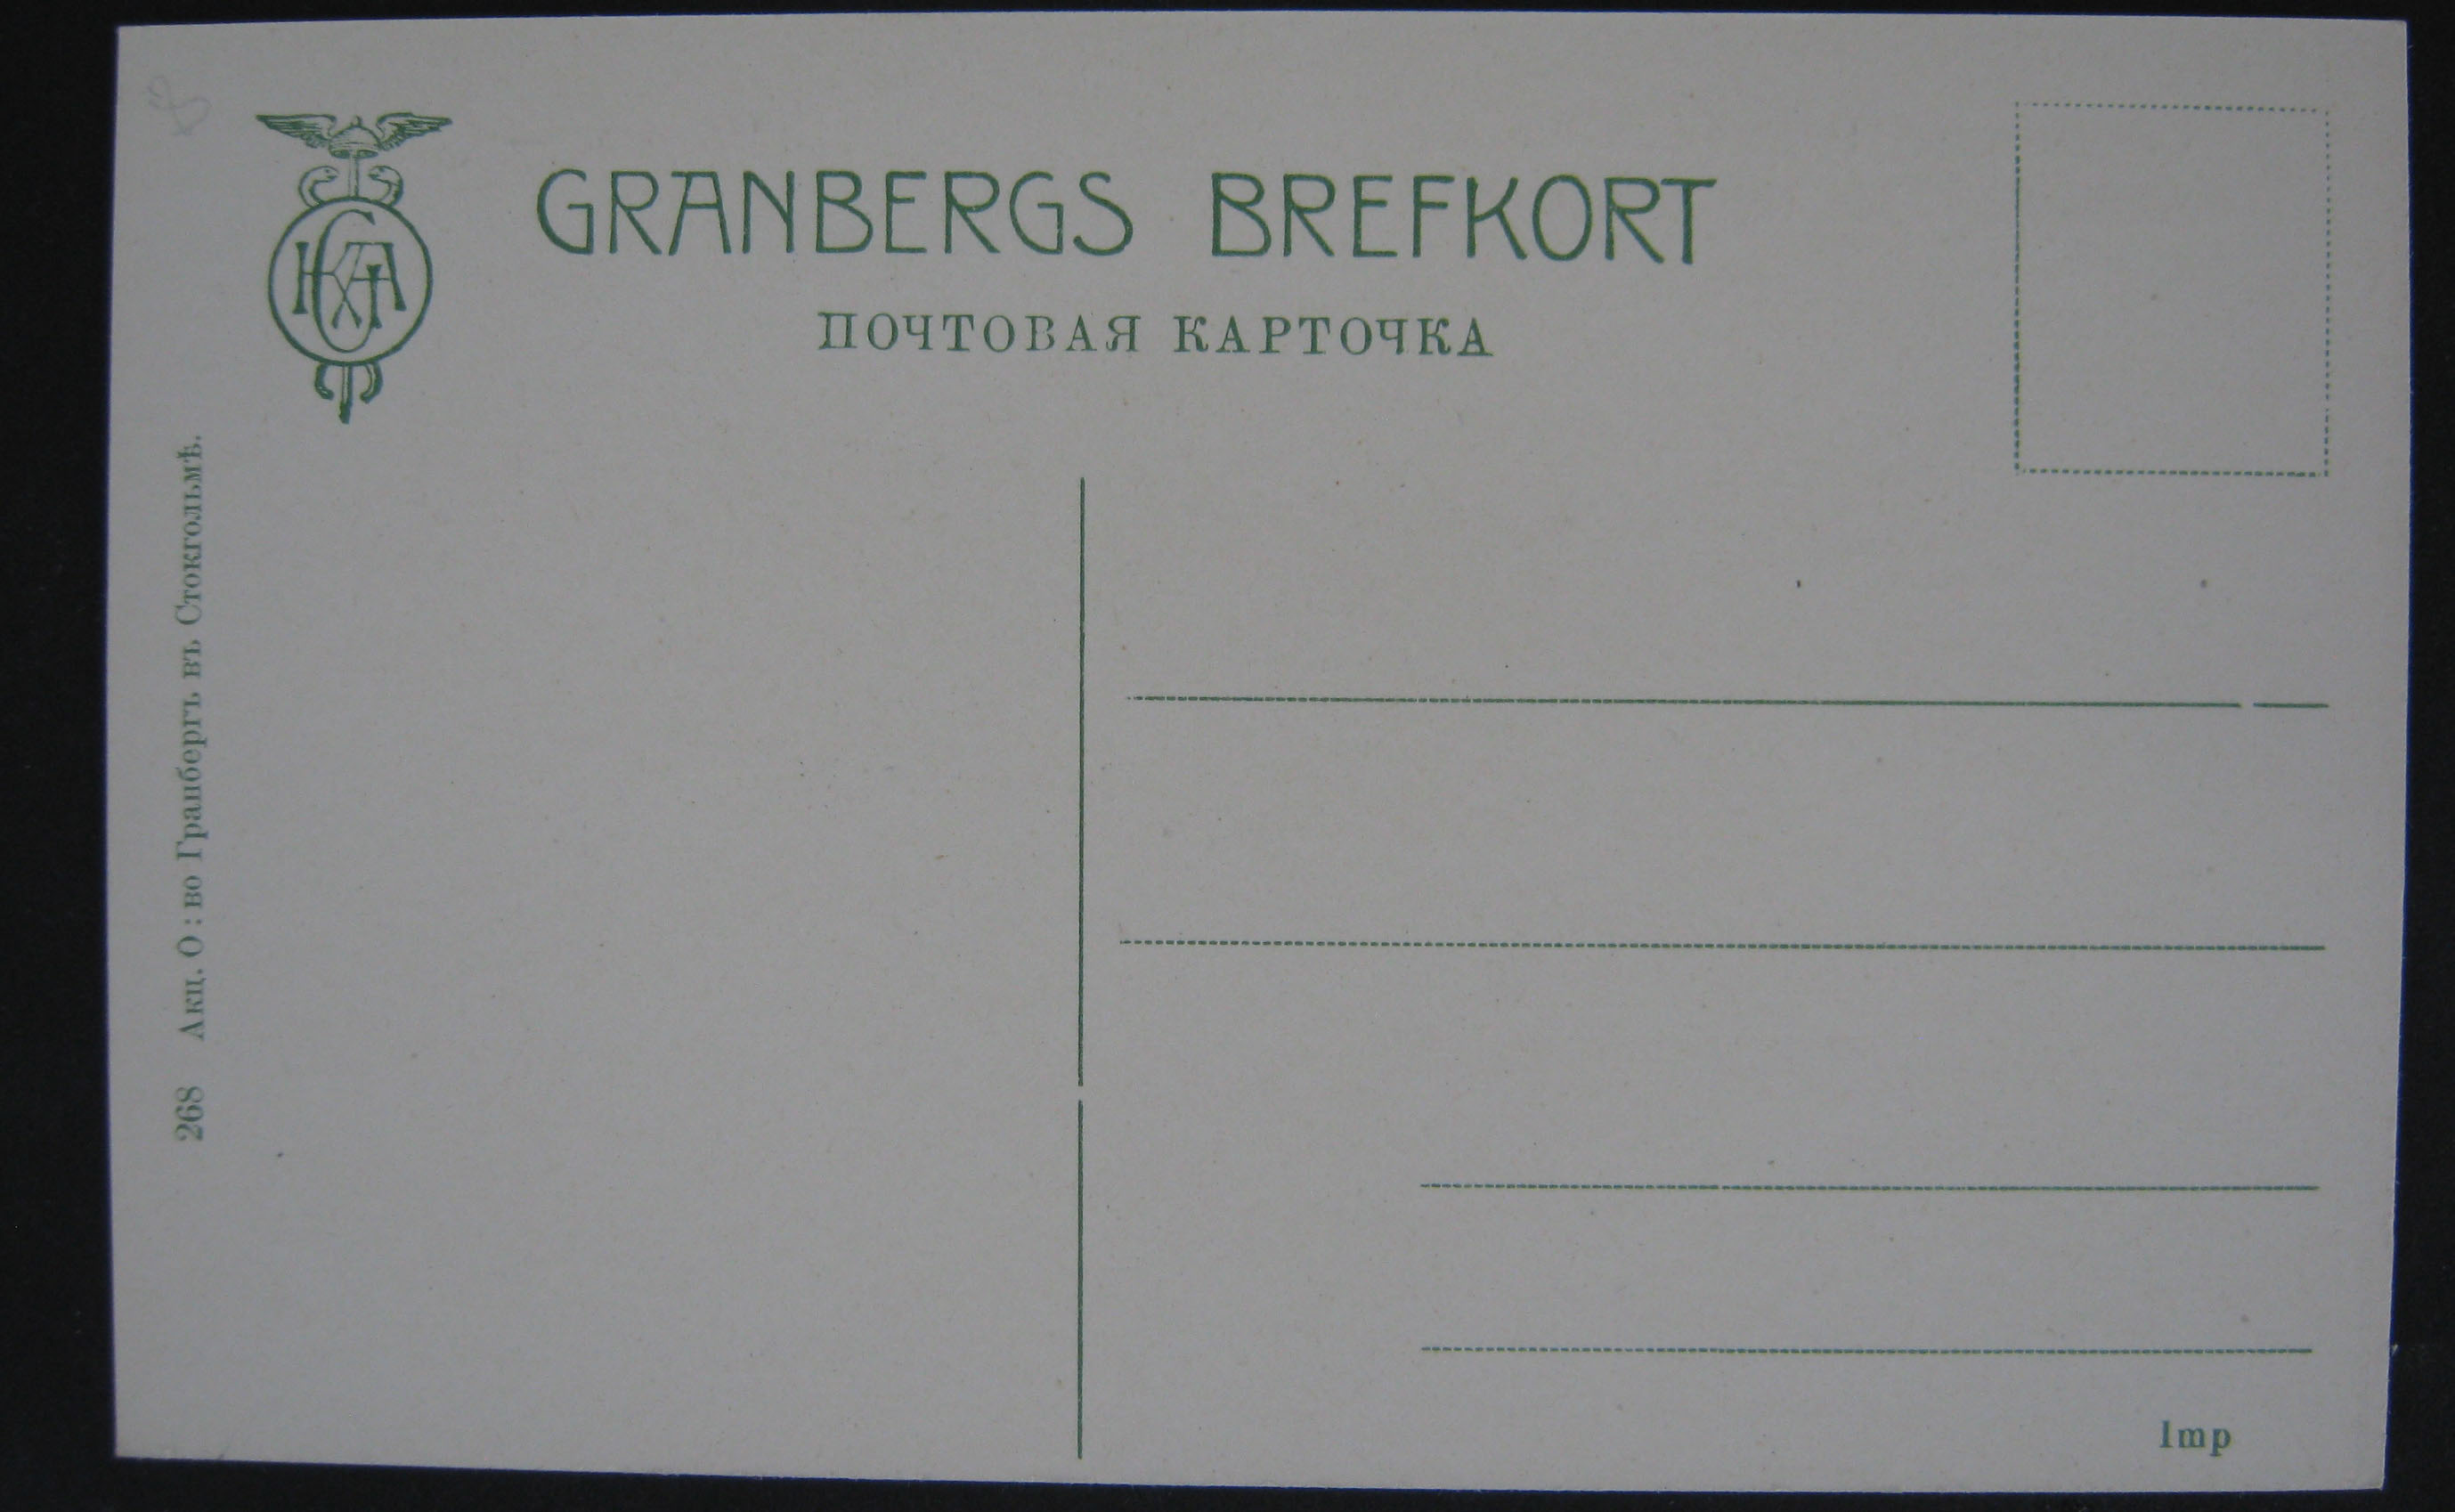 GRANBERGS BREFKORT
ПОЧТОВАЯ КАРТОЧКА
268 Акц. О: во Гранбергъ въ Стокгольмѣ.
Imp